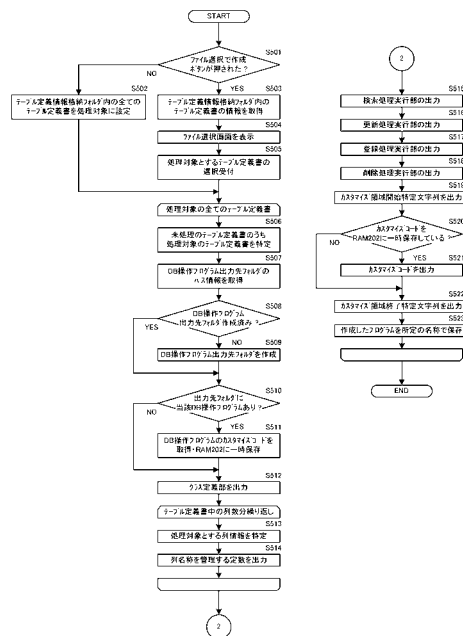 START
S501
ファイル選択で作成
ボタンが押された？
NO
YES
S502
テーブル定義情報格納フォルダ内の全ての
テーブル定義書を処理対象に設定
S503
テーブル定義情報格納フォルダ内の
テーブル定義書の情報を取得
S504
ファイル選択画面を表示
S505
処理対象とするテーブル定義書の
選択受付
処理対象の全てのテーブル定義書
S506
未処理のテーブル定義書のうち
処理対象のテーブル定義書を特定
S507
DB操作プログラム出力先フォルダの
パス情報を取得
S508
DB操作プログラム
出力先フォルダ作成済み？
YES
NO
S509
DB操作プログラム出力先フォルダを作成
S510
出力先フォルダに
当該DB操作プログラムあり？
NO
YES
S511
DB操作プログラムのカスタマイズコードを
取得・RAM202に一時保存
S512
クラス定義部を出力
テーブル定義書中の列数分繰り返し
S513
処理対象とする列情報を特定
S514
列名称を管理する定数を出力
2
2
S515
検索処理実行部の出力
S516
更新処理実行部の出力
S517
登録処理実行部の出力
S518
削除処理実行部の出力
S519
カスタマイズ領域開始特定文字列を出力
S520
カスタマイズコードを
RAM202に一時保存している？
NO
YES
S521
カスタマイズコードを出力
S522
カスタマイズ領域終了特定文字列を出力
S523
作成したプログラムを所定の名称で保存
END